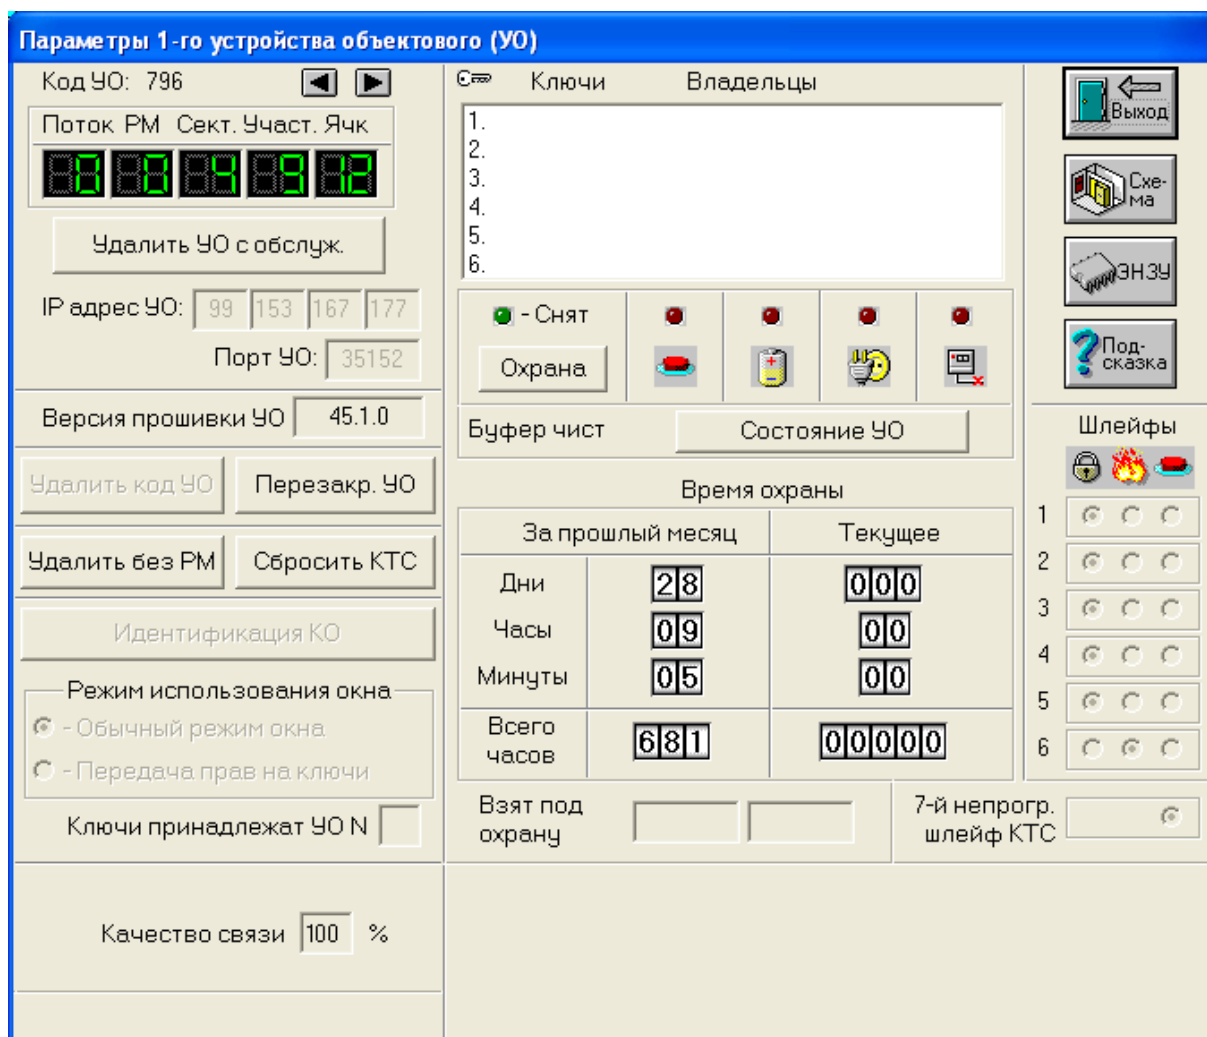 Параметры 1-го устройства объектового (УО)
Код УО: 796
Поток РМ Сект. Участ. Ячк
0 0 4 9 12
Удалить УО с обслуж.
IP адрес УО: 99 153 167 177
Порт УО: 35152
Версия прошивки УО 45.1.0
Удалить код УО
Перезакр. УО
Удалить без РМ
Сбросить КТС
Идентификация КО
Режим использования окна
- Обычный режим окна
- Передача прав на ключи
Ключи принадлежат УО N
Качество связи 100 %
Ключи Владельцы
1.
2.
3.
4.
5.
6.
- Снят
Охрана
Буфер чист
Состояние УО
Время охраны
За прошлый месяц Текущее
Дни 28 000
Часы 09 00
Минуты 05 00
Всего
часов 681 00000
Взят под
охрану
7-й непрогр.
шлейф КТС
Выход
Схе-
ма
ЭНЗУ
Под-
сказка
Шлейфы
1
2
3
4
5
6